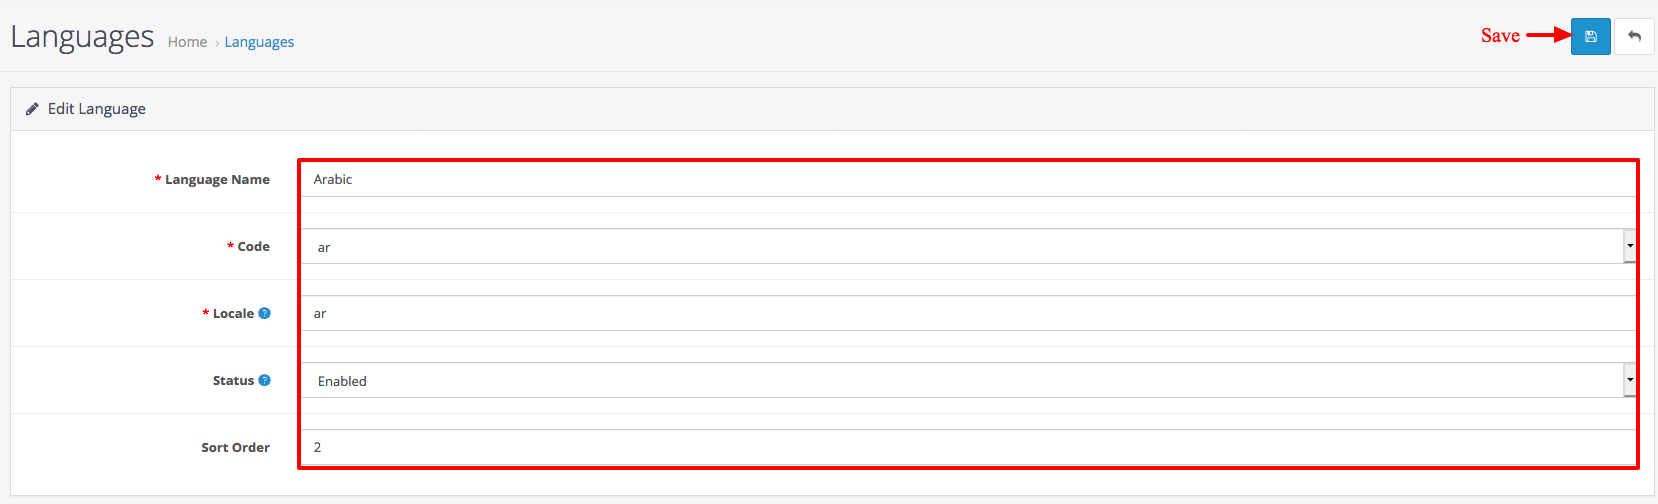 Languages Home › Languages Save
Edit Language
* Language Name Arabic
* Code ar
* Locale ? ar
Status ? Enabled
Sort Order 2